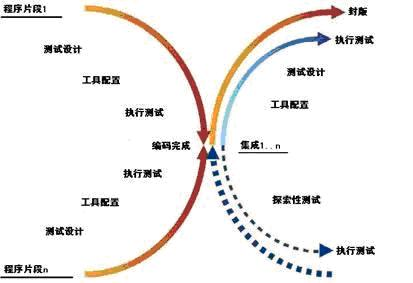 程序片段1
封版
执行测试
测试设计
测试设计
工具配置
工具配置
执行测试
编码完成
集成1..n
执行测试
工具配置
探索性测试
测试设计
执行测试
程序片段n